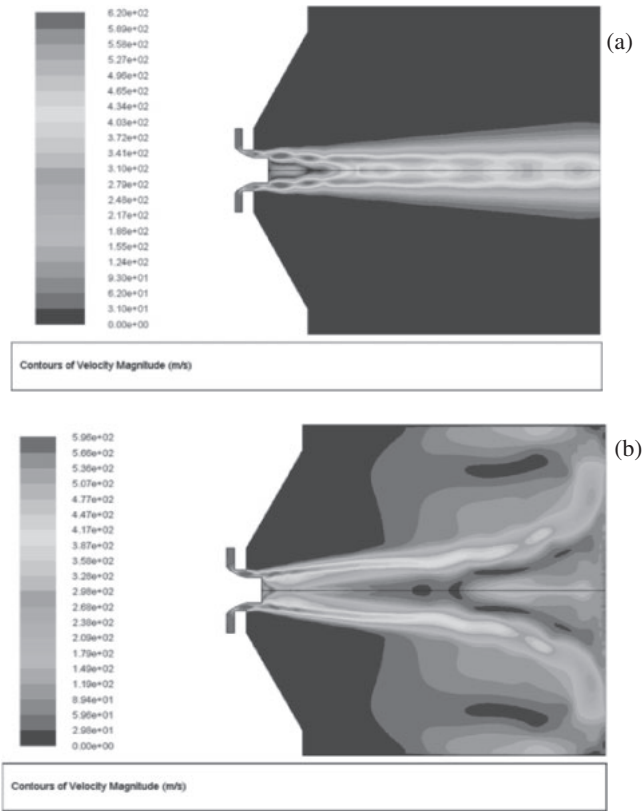 6.20e+02
5.89e+02
5.58e+02
5.27e+02
4.96e+02
4.65e+02
4.34e+02
4.03e+02
3.72e+02
3.41e+02
3.10e+02
2.79e+02
2.48e+02
2.17e+02
1.86e+02
1.55e+02
1.24e+02
9.30e+01
6.20e+01
3.10e+01
0.00e+00
(a)
Contours of Velocity Magnitude (m/s)
5.96e+02
5.66e+02
5.36e+02
5.07e+02
4.77e+02
4.47e+02
4.17e+02
3.87e+02
3.58e+02
3.28e+02
2.98e+02
2.68e+02
2.38e+02
2.09e+02
1.79e+02
1.49e+02
1.19e+02
8.94e+01
5.96e+01
2.98e+01
0.00e+00
(b)
Contours of Velocity Magnitude (m/s)